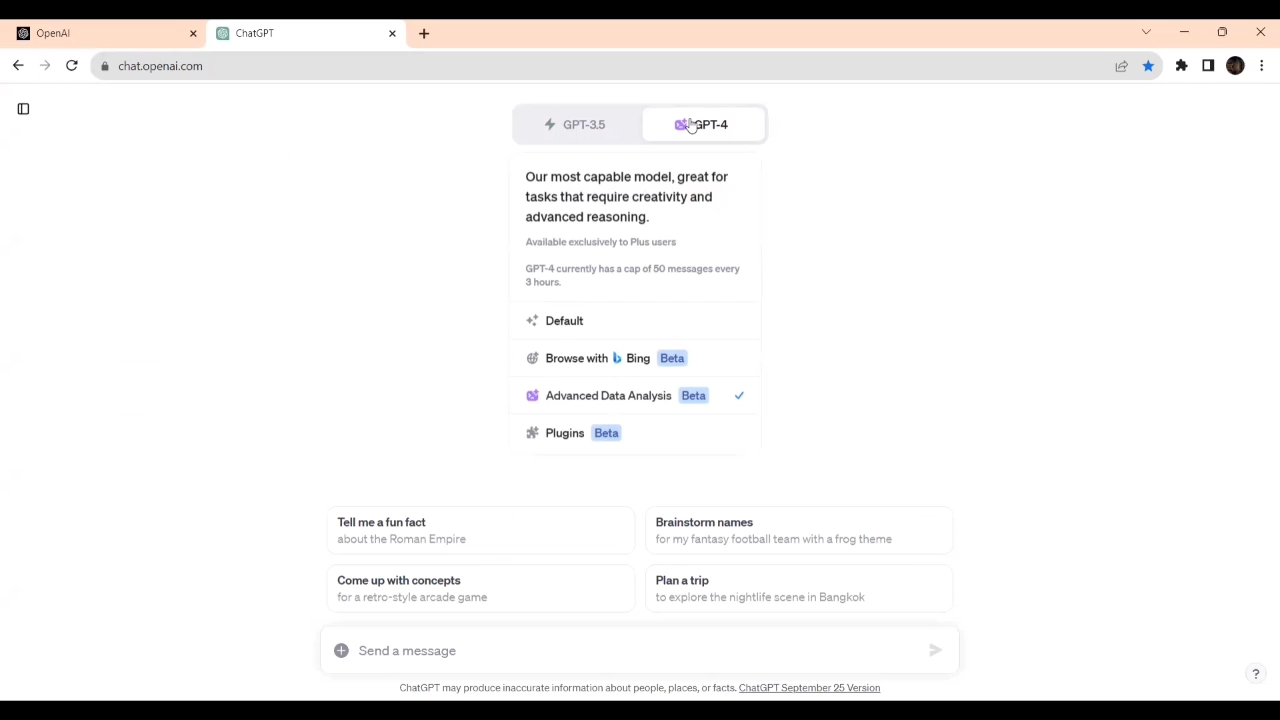 OpenAI
ChatGPT
chat.openai.com
GPT-3.5
GPT-4
Our most capable model, great for
tasks that require creativity and
advanced reasoning.
Available exclusively to Plus users
GPT-4 currently has a cap of 50 messages every
3 hours.
Default
Browse with Bing Beta
Advanced Data Analysis Beta
Plugins Beta
Tell me a fun fact
about the Roman Empire
Brainstorm names
for my fantasy football team with a frog theme
Come up with concepts
for a retro-style arcade game
Plan a trip
to explore the nightlife scene in Bangkok
Send a message
ChatGPT may produce inaccurate information about people, places, or facts. ChatGPT September 25 Version
?